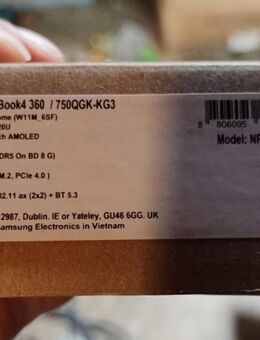 Book4 360 / 750QGK-KG3
ome (W11M_6SF)
20U
ch AMOLED
DR5 On BD 8 G)
M.2, PCIe 4.0 )
02.11 ax (2x2) + BT 5.3
2987, Dublin. IE or Yateley, GU46 6GG. UK
amsung Electronics in Vietnam
8 806095
Model: NP